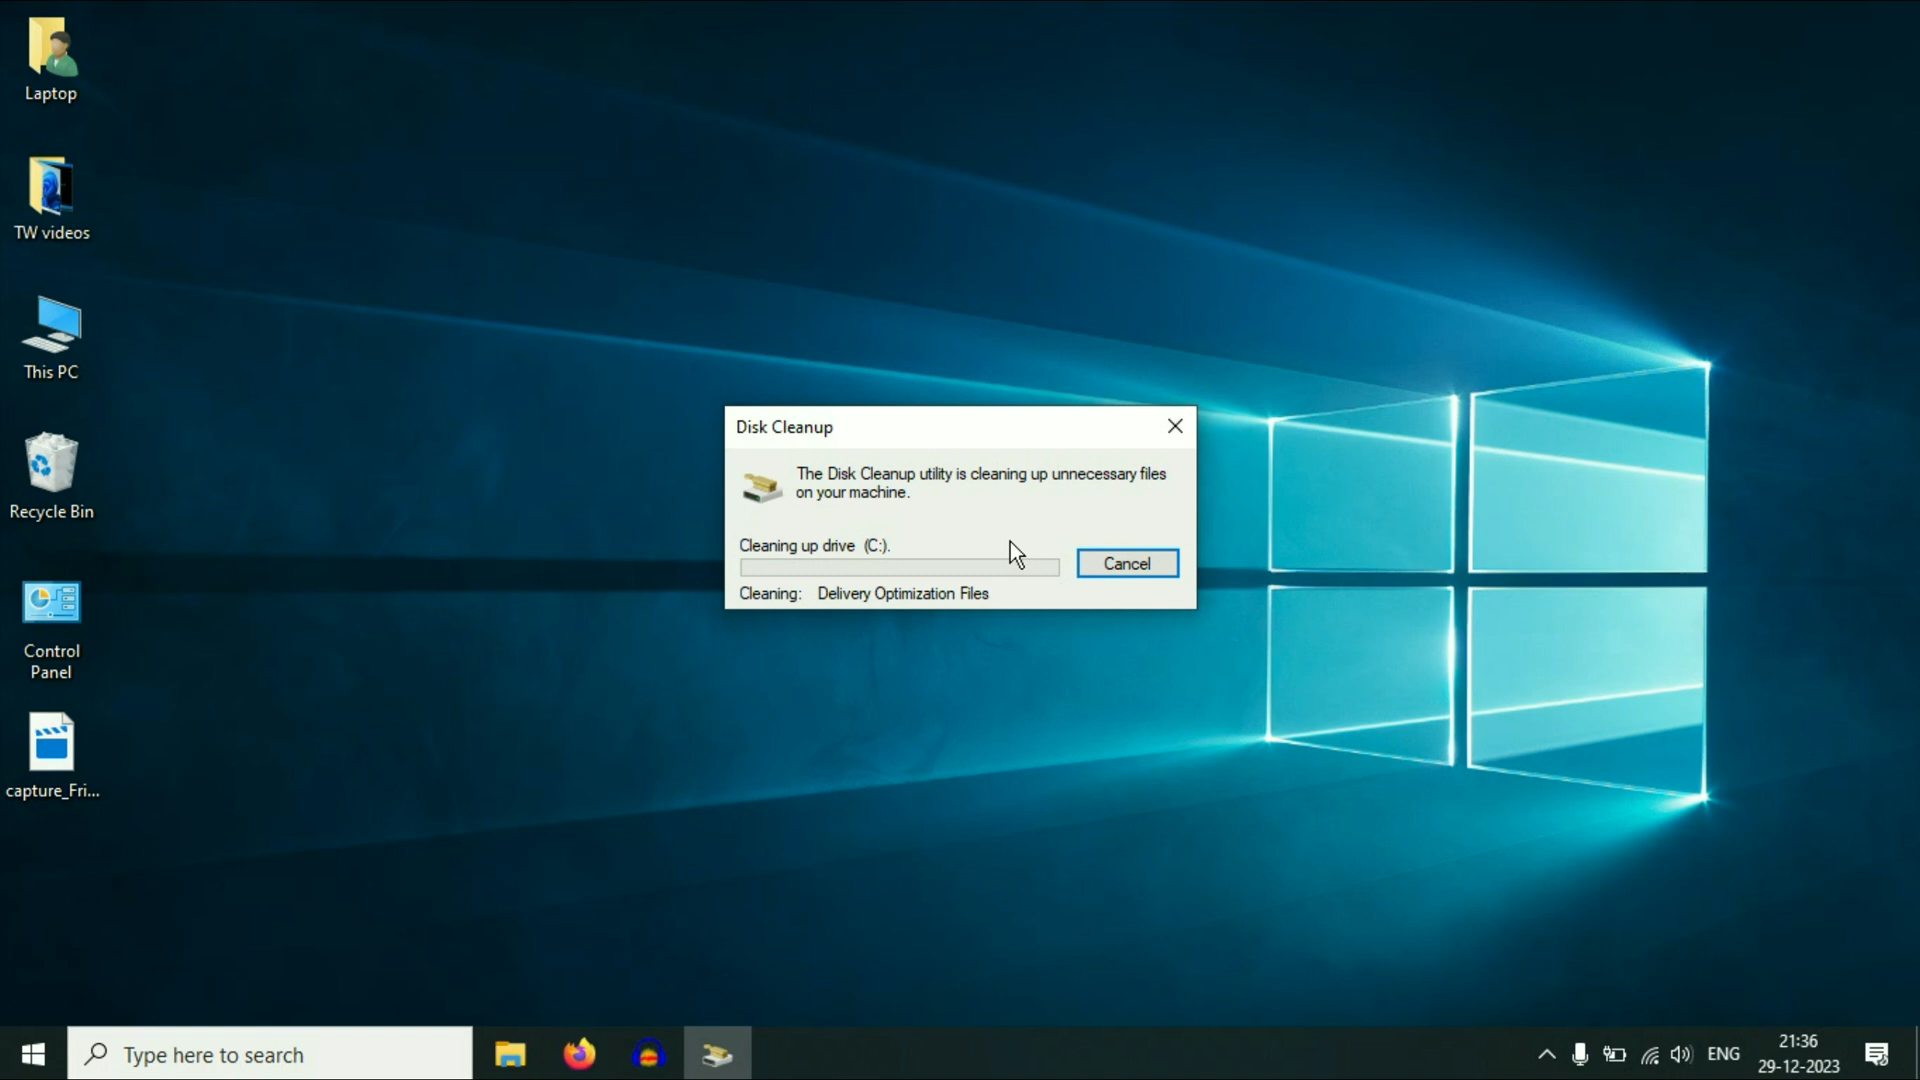 Laptop
TW videos
This PC
Recycle Bin
Control
Panel
capture_Fri...
Disk Cleanup
The Disk Cleanup utility is cleaning up unnecessary files
on your machine.
Cleaning up drive (C:).
Cancel
Cleaning: Delivery Optimization Files
Type here to search
ENG
21:36
29-12-2023